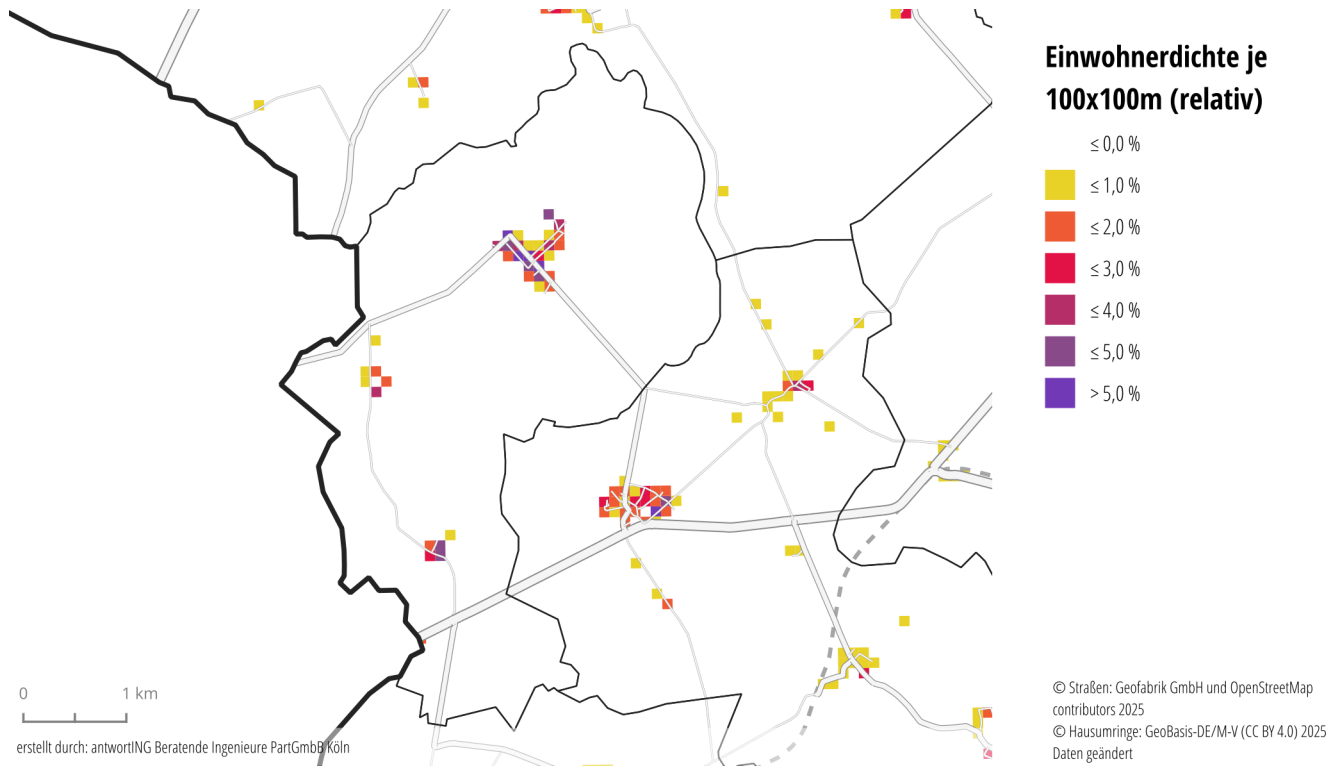 Einwohnerdichte je
100x100m (relativ)
≤ 0,0 %
≤ 1,0 %
≤ 2,0 %
≤ 3,0 %
≤ 4,0 %
≤ 5,0 %
> 5,0 %
0 1 km
erstellt durch: antwortING Beratende Ingenieure PartGmbB Köln
© Straßen: Geofabrik GmbH und OpenStreetMap
contributors 2025
© Hausumringe: GeoBasis-DE/M-V (CC BY 4.0) 2025
Daten geändert